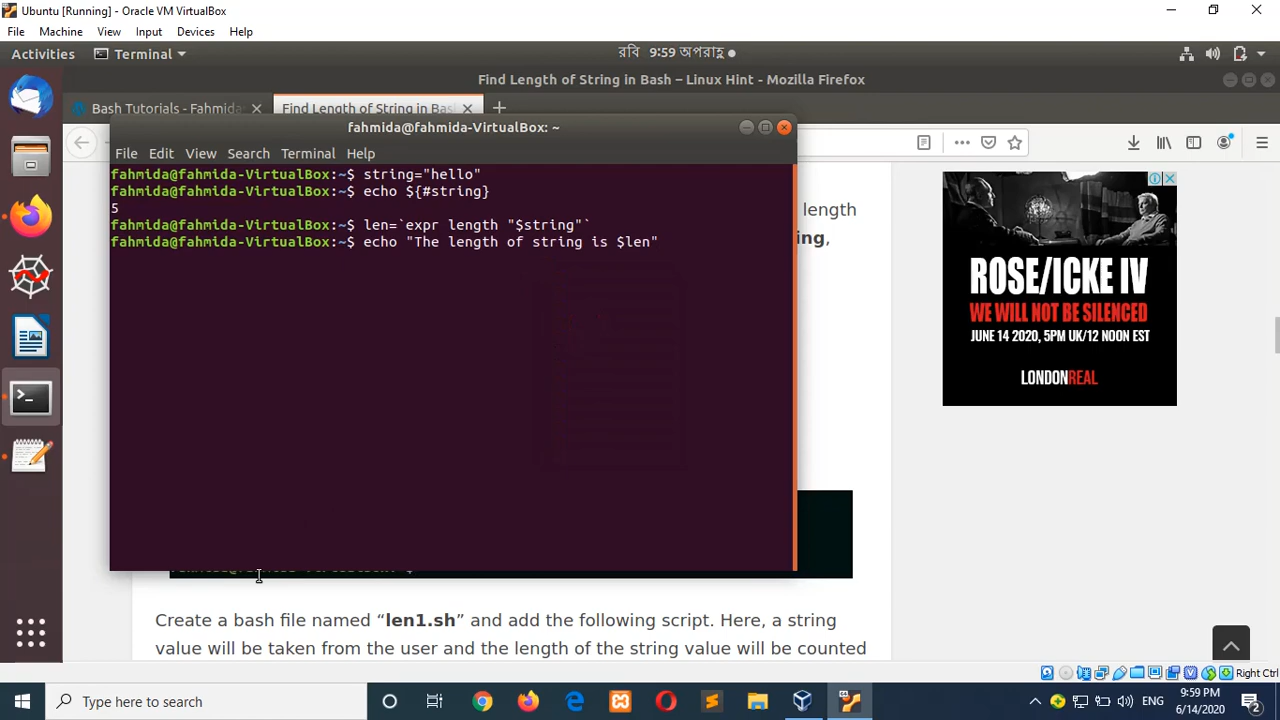 Ubuntu [Running] - Oracle VM VirtualBox
File Machine View Input Devices Help
Activities Terminal রবি 9:59 অপরাহ্ণ
Find Length of String in Bash – Linux Hint - Mozilla Firefox
Bash Tutorials - Fahmida Find Length of String in Bas
fahmida@fahmida-VirtualBox: ~
File Edit View Search Terminal Help
fahmida@fahmida-VirtualBox:~$ string="hello"
fahmida@fahmida-VirtualBox:~$ echo ${#string}
5
fahmida@fahmida-VirtualBox:~$ len=`expr length "$string"`
fahmida@fahmida-VirtualBox:~$ echo "The length of string is $len"
length
ing,
ROSE/ICKE IV
WE WILL NOT BE SILENCED
JUNE 14 2020, 5PM UK/12 NOON EST
LONDONREAL
Create a bash file named “len1.sh” and add the following script. Here, a string
value will be taken from the user and the length of the string value will be counted
Right Ctrl
Type here to search
ENG
9:59 PM
6/14/2020
2